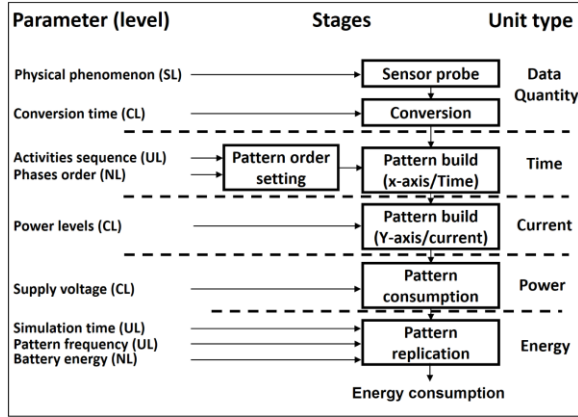 Parameter (level) Stages Unit type
Physical phenomenon (SL) Sensor probe Data
Quantity
Conversion time (CL) Conversion
Activities sequence (UL) Pattern order Pattern build Time
Phases order (NL) setting (x-axis/Time)
Power levels (CL) Pattern build Current
(Y-axis/current)
Supply voltage (CL) Pattern Power
consumption
Simulation time (UL) Pattern Energy
Pattern frequency (UL) replication
Battery energy (NL)
Energy consumption